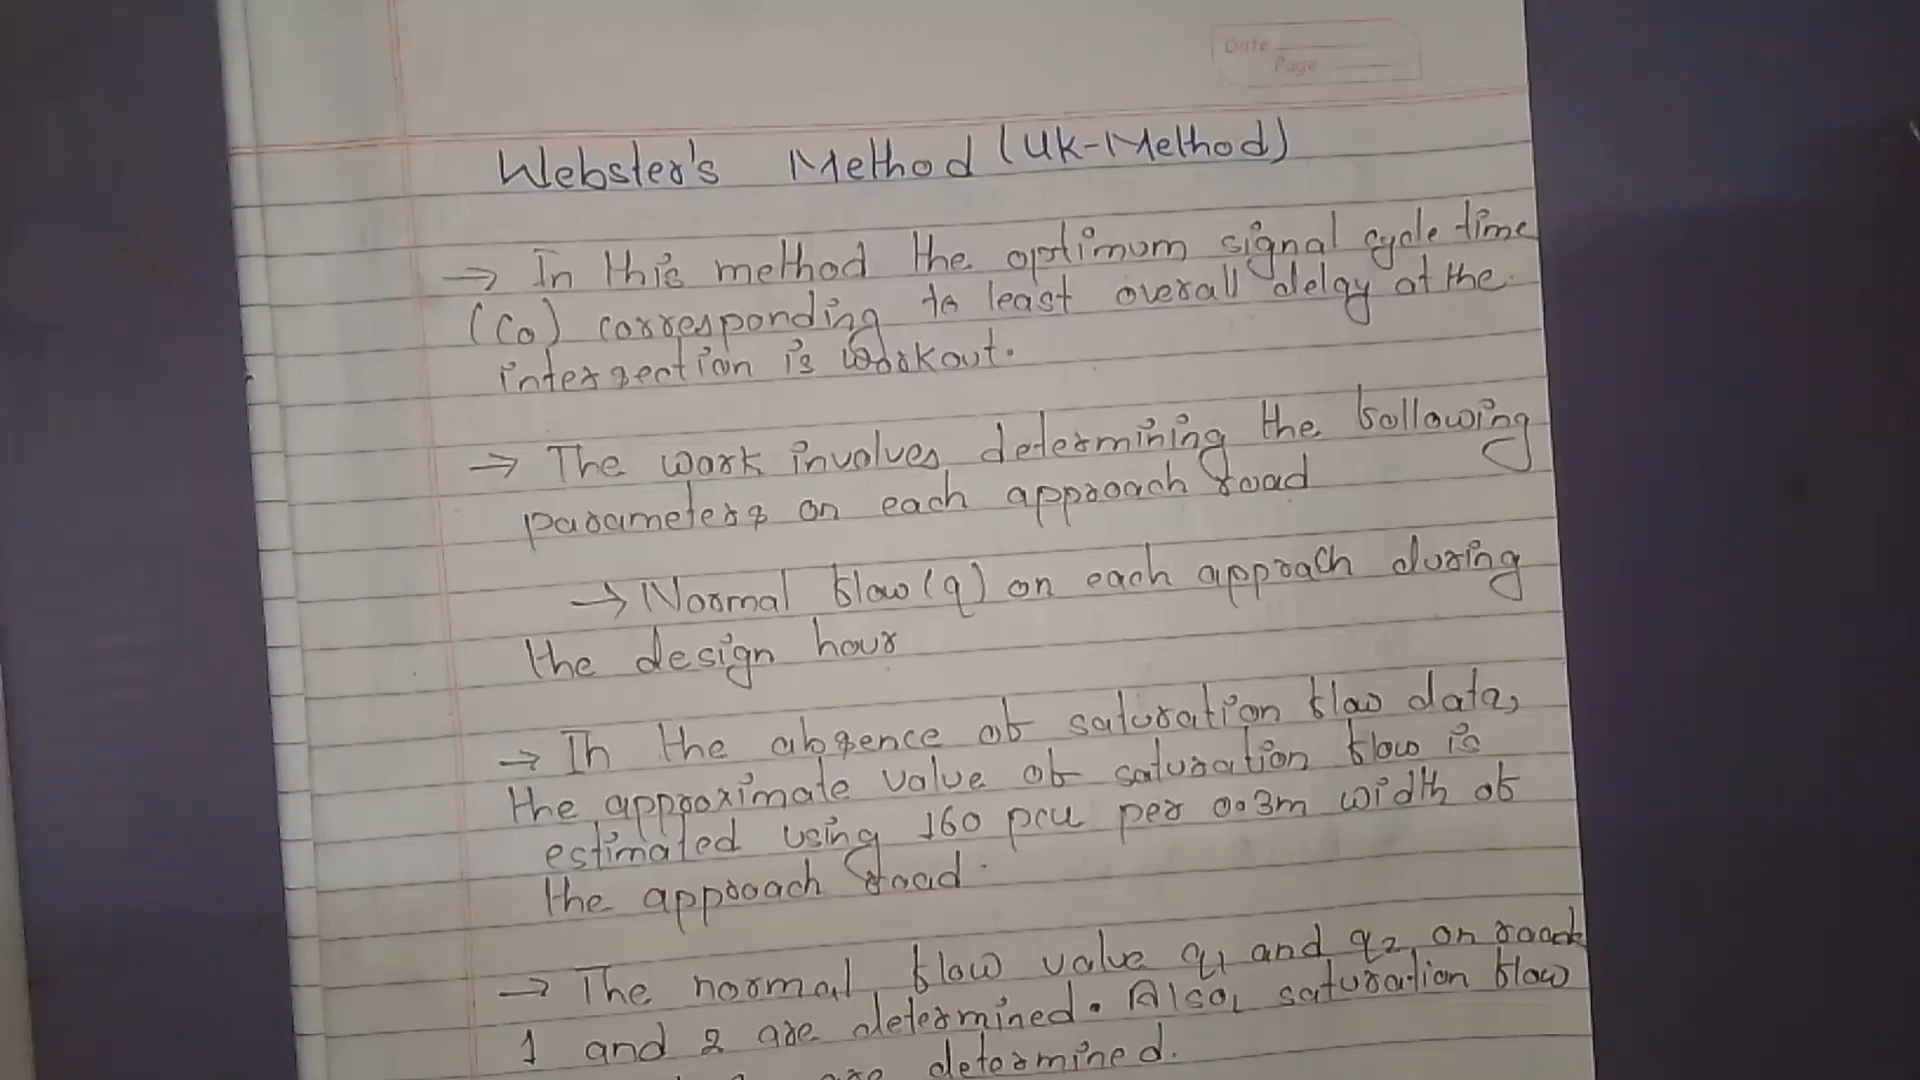 Date
Page
Webster's Method (UK-Method)
→ In this method the optimum signal cycle time
(Co) corresponding to least overall delay at the
intersection is workout.
→ The work involves determining the following
parameters on each approach road
→ Normal flow (q) on each approach during
the design hour
→ In the absence of saturation flow data,
the approximate value of saturation flow is
estimated using 160 pcu per 0.3m width of
the approach road.
→ The normal flow value q1 and q2 on road
1 and 2 are determined. Also, saturation flow
are determined.